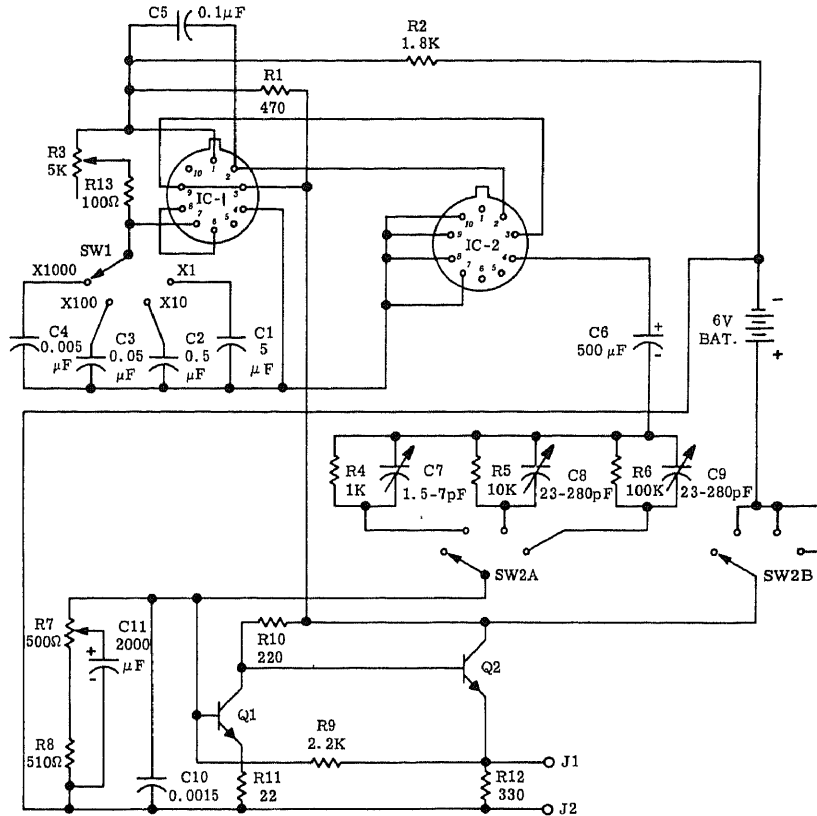 C5 0.1μF
R2
1.8K
R1
470
R3
5K
R13
100Ω
10 1 2
9 IC-1 3
8 7 6 5 4
10 1 2
9 IC-2 3
8 7 6 5 4
SW1
X1000
X1
X100
X10
C4
0.005
μF
C3
0.05
μF
C2
0.5
μF
C1
5
μF
C6
500 μF
+
-
6V
BAT.
-
+
R4
1K
C7
1.5-7pF
R5
10K
C8
23-280pF
R6
100K
C9
23-280pF
SW2A
SW2B
R7
500Ω
C11
2000
μF
+
-
R10
220
Q2
Q1
R9
2.2K
R8
510Ω
C10
0.0015
R11
22
R12
330
J1
J2